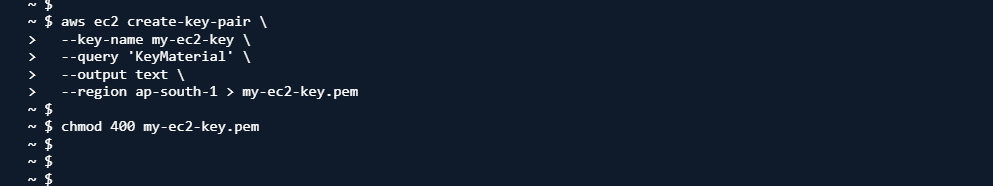 ~ $
~ $ aws ec2 create-key-pair \
>   --key-name my-ec2-key \
>   --query 'KeyMaterial' \
>   --output text \
>   --region ap-south-1 > my-ec2-key.pem
~ $
~ $ chmod 400 my-ec2-key.pem
~ $
~ $
~ $